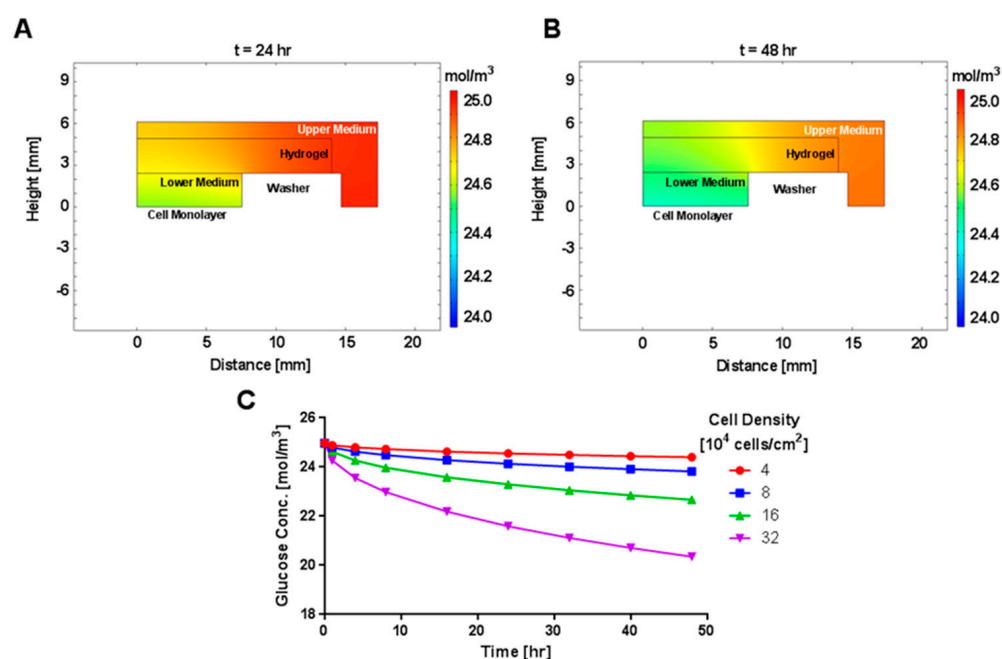 A
t = 24 hr
mol/m³
Height [mm]
9
6
3
0
-3
-6
Upper Medium
Hydrogel
Lower Medium
Washer
Cell Monolayer
0
5
10
15
20
Distance [mm]
25.0
24.8
24.6
24.4
24.2
24.0
B
t = 48 hr
mol/m³
Height [mm]
9
6
3
0
-3
-6
Upper Medium
Hydrogel
Lower Medium
Washer
Cell Monolayer
0
5
10
15
20
Distance [mm]
25.0
24.8
24.6
24.4
24.2
24.0
C
Glucose Conc. [mol/m³]
26
24
22
20
18
0
10
20
30
40
50
Time [hr]
Cell Density
[10⁴ cells/cm²]
4
8
16
32